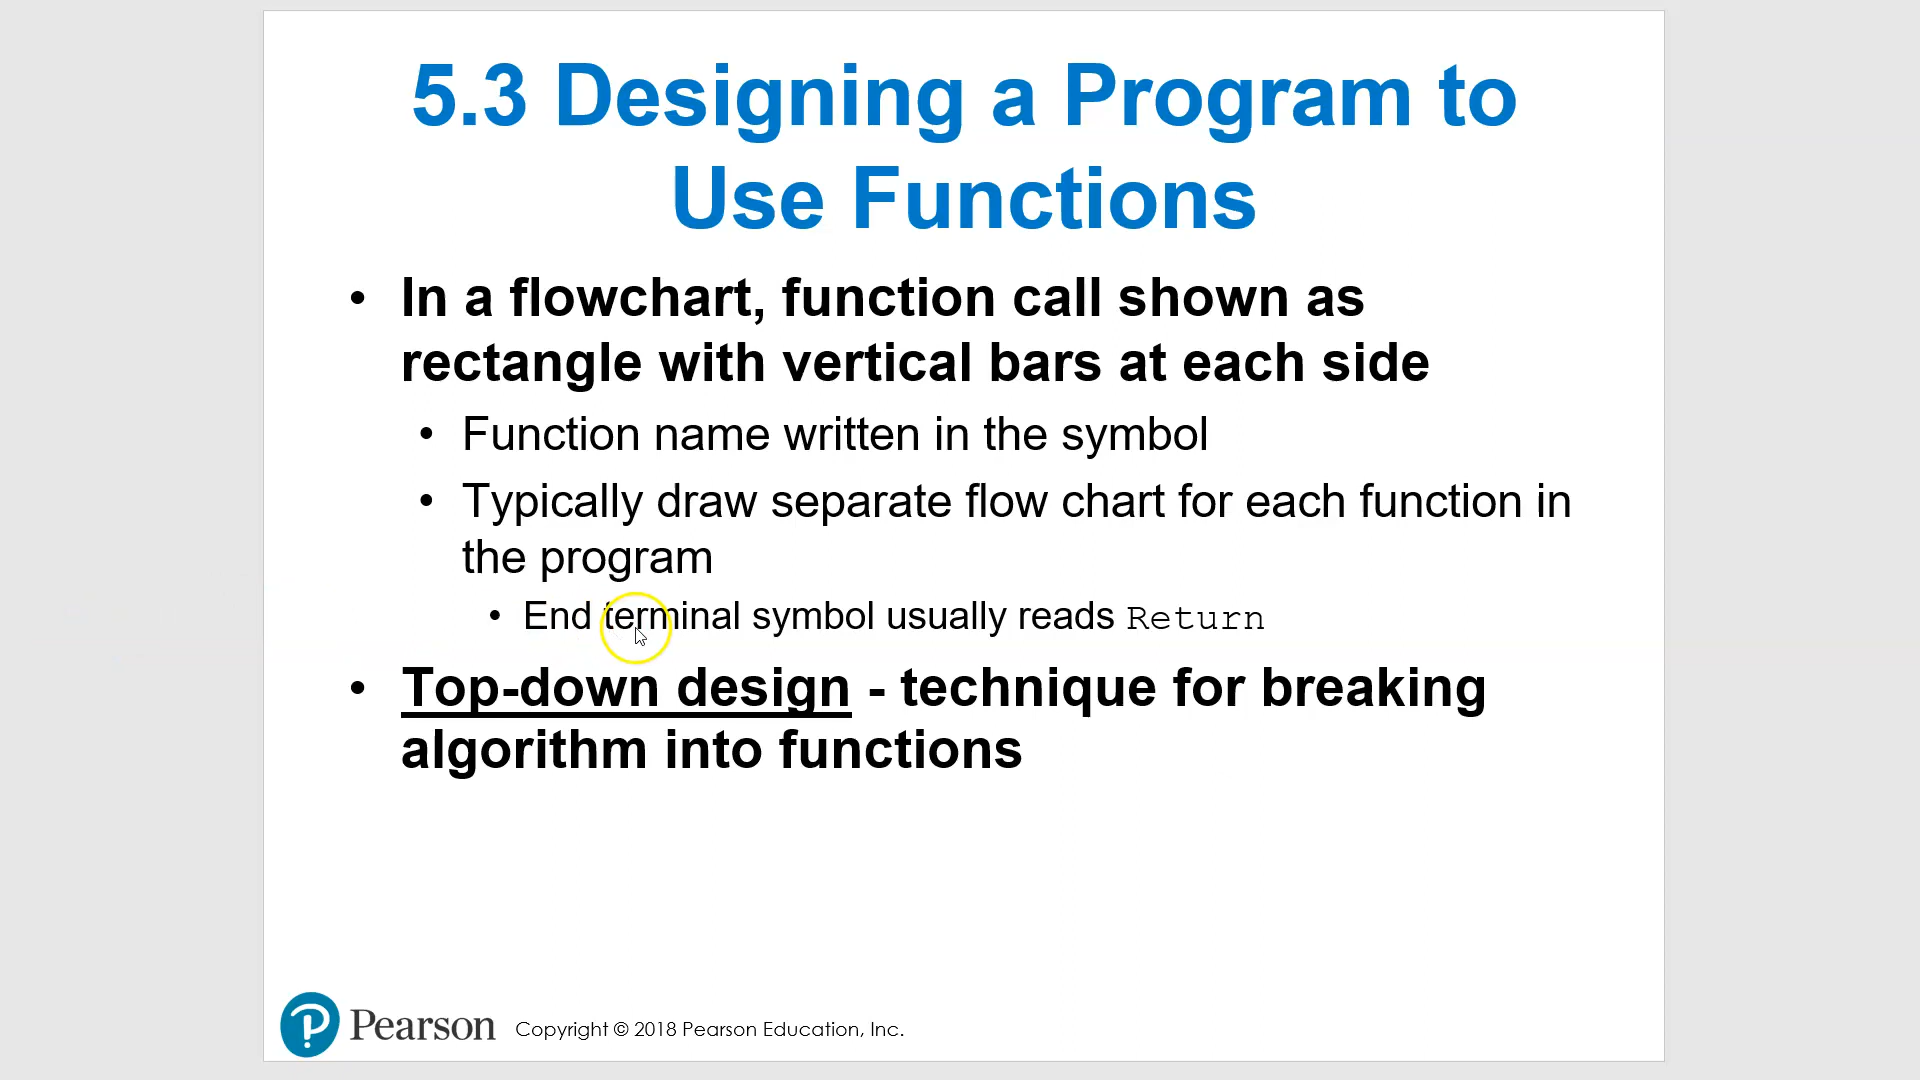 5.3 Designing a Program to
Use Functions
• In a flowchart, function call shown as
rectangle with vertical bars at each side
• Function name written in the symbol
• Typically draw separate flow chart for each function in
the program
• End terminal symbol usually reads Return
• Top-down design - technique for breaking
algorithm into functions
Pearson Copyright © 2018 Pearson Education, Inc.